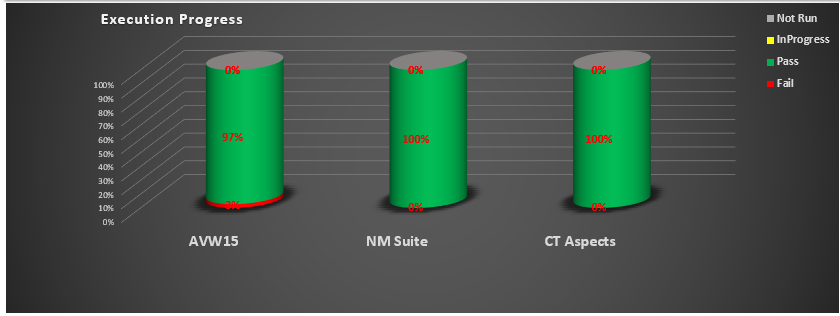 Execution Progress
Not Run
InProgress
Pass
Fail
100%
90%
80%
70%
60%
50%
40%
30%
20%
10%
0%
0% 0% 0%
97% 100% 100%
3% 0% 0%
AVW15 NM Suite CT Aspects